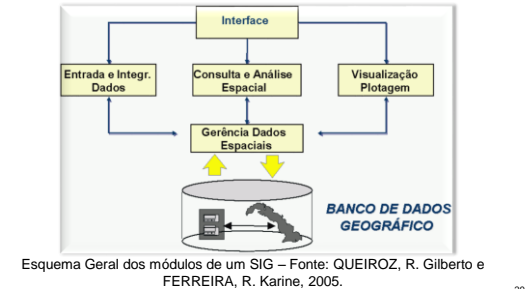 Interface
Entrada e Integr.
Dados
Consulta e Análise
Espacial
Visualização
Plotagem
Gerência Dados
Espaciais
BANCO DE DADOS
GEOGRÁFICO
Esquema Geral dos módulos de um SIG – Fonte: QUEIROZ, R. Gilberto e
FERREIRA, R. Karine, 2005.